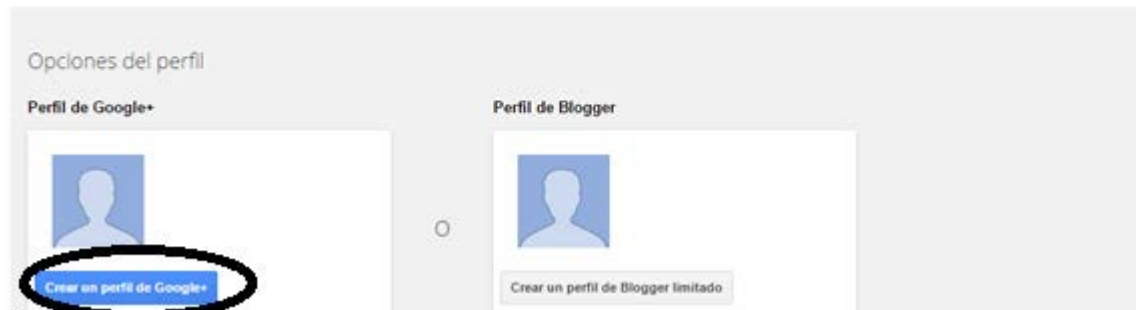 Opciones del perfil
Perfil de Google+
Perfil de Blogger
O
Crear un perfil de Google+
Crear un perfil de Blogger limitado